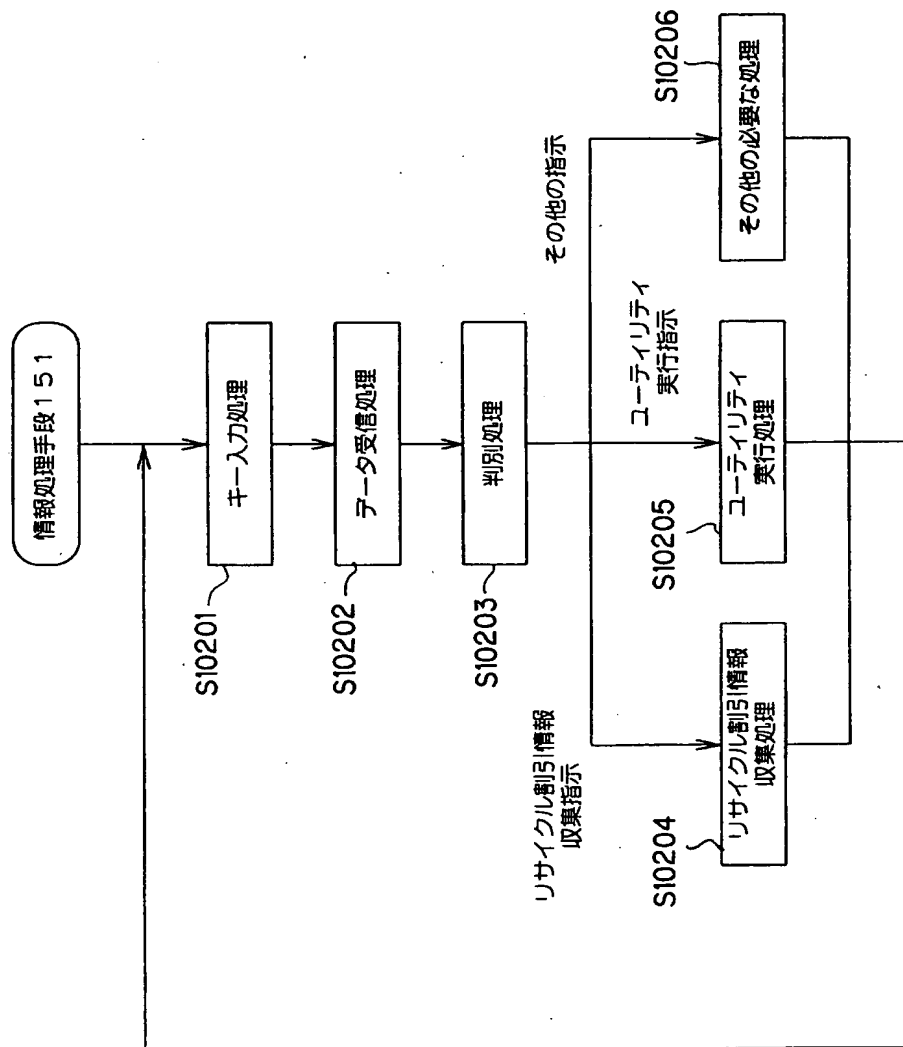 情報処理手段151
キー入力処理
S10201
データ受信処理
S10202
判別処理
S10203
リサイクル割引情報
収集指示
ユーティリティ
実行指示
その他の指示
リサイクル割引情報
収集処理
S10204
ユーティリティ
実行処理
S10205
その他の必要な処理
S10206